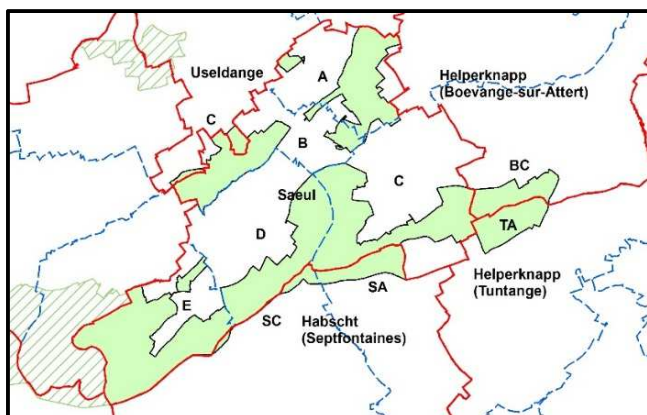 A
Useldange
Helperknapp
(Boevange-sur-Attert)
C
B
BC
Saeul
C
TA
D
Helperknapp
(Tuntange)
SA
E
SC
Habscht
(Septfontaines)